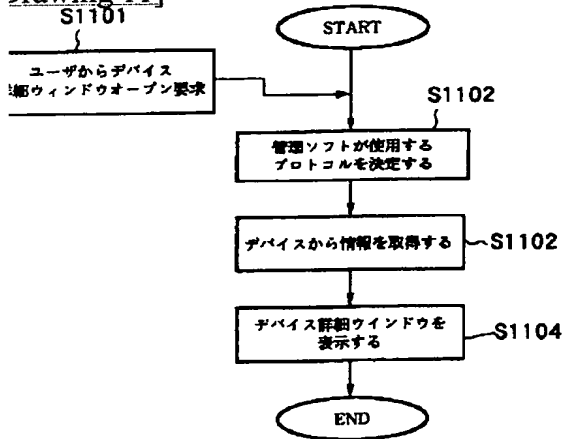 S1101
START
ユーザからデバイス
細ウィンドウオープン要求
S1102
管理ソフトが使用する
プロトコルを決定する
デバイスから情報を取得する
S1102
デバイス詳細ウインドウを
表示する
S1104
END